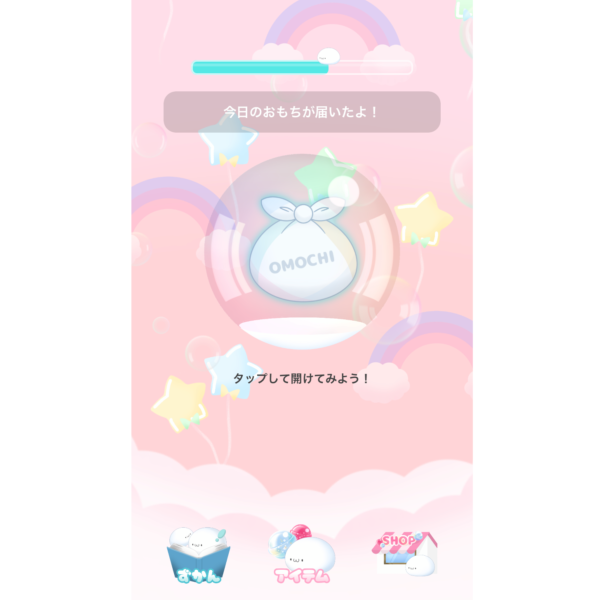 今日のおもちが届いたよ！
OMOCHI
タップして開けてみよう！
ずかん
アイテム
SHOP